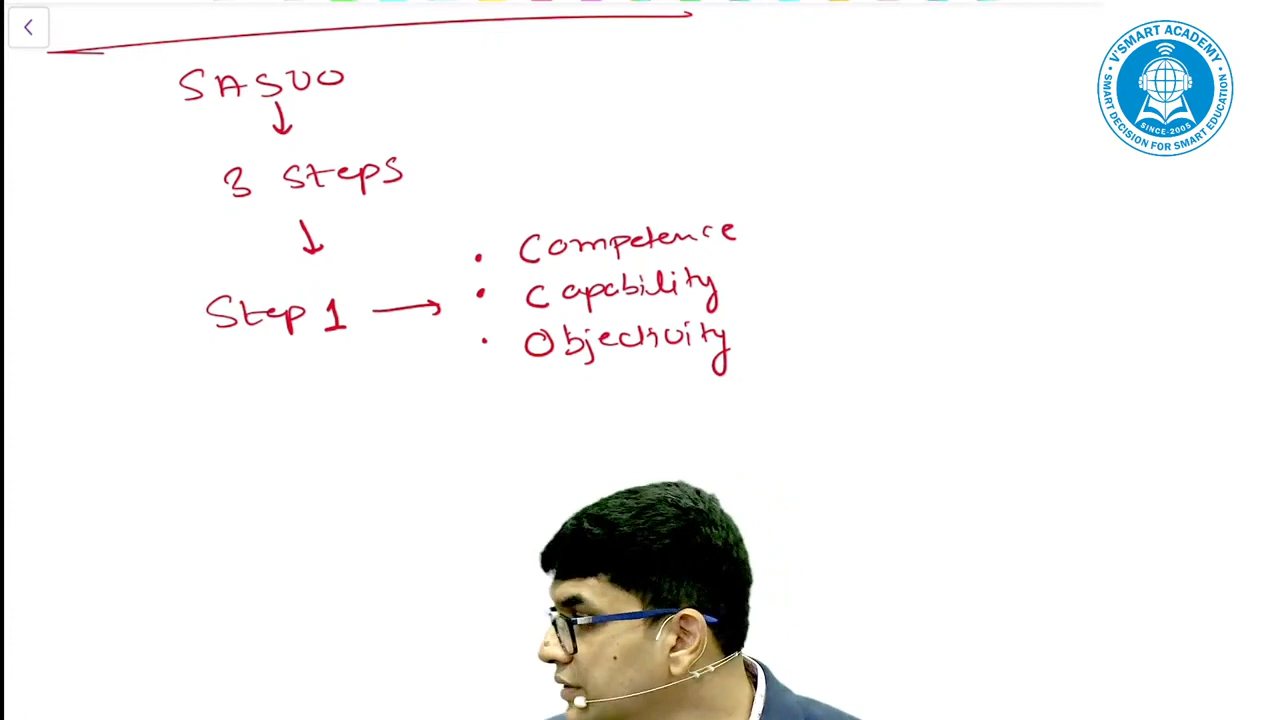 SASUO
3 Steps
Step 1
• Competence
• Capability
• Objectivity
V'SMART ACADEMY
SMART DECISION FOR SMART EDUCATION
SINCE-2005